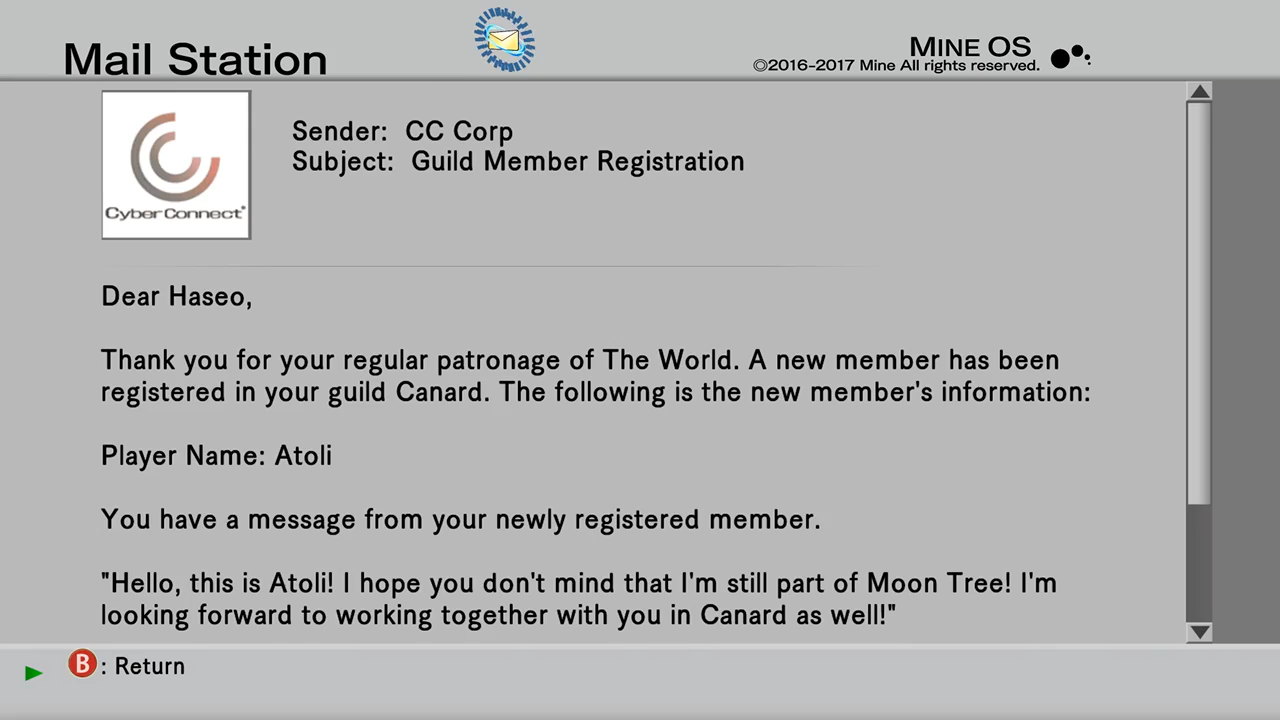 Mail Station
MINE OS
©2016-2017 Mine All rights reserved.
CyberConnect®
Sender: CC Corp
Subject: Guild Member Registration
Dear Haseo,
Thank you for your regular patronage of The World. A new member has been
registered in your guild Canard. The following is the new member's information:
Player Name: Atoli
You have a message from your newly registered member.
"Hello, this is Atoli! I hope you don't mind that I'm still part of Moon Tree! I'm
looking forward to working together with you in Canard as well!"
B : Return